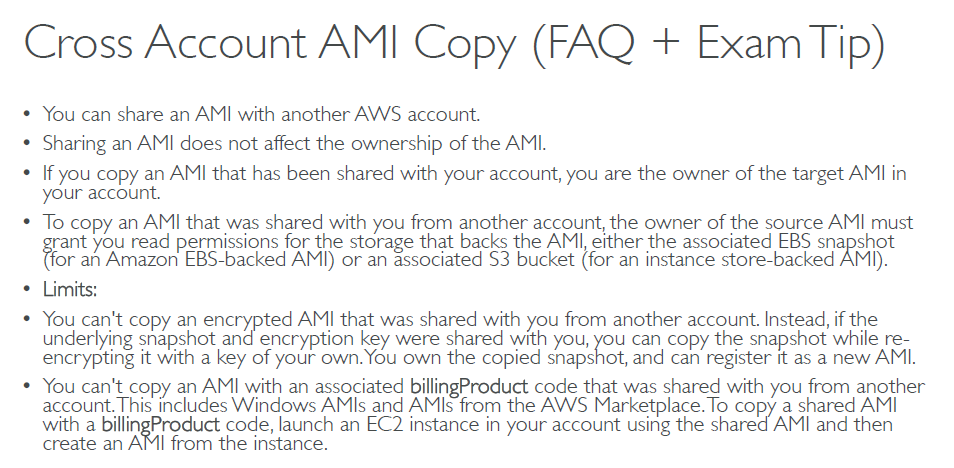 Cross Account AMI Copy (FAQ + Exam Tip)
• You can share an AMI with another AWS account.
• Sharing an AMI does not affect the ownership of the AMI.
• If you copy an AMI that has been shared with your account, you are the owner of the target AMI in
your account.
• To copy an AMI that was shared with you from another account, the owner of the source AMI must
grant you read permissions for the storage that backs the AMI, either the associated EBS snapshot
(for an Amazon EBS-backed AMI) or an associated S3 bucket (for an instance store-backed AMI).
• Limits:
• You can't copy an encrypted AMI that was shared with you from another account. Instead, if the
underlying snapshot and encryption key were shared with you, you can copy the snapshot while re-
encrypting it with a key of your own. You own the copied snapshot, and can register it as a new AMI.
• You can't copy an AMI with an associated billingProduct code that was shared with you from another
account. This includes Windows AMIs and AMIs from the AWS Marketplace. To copy a shared AMI
with a billingProduct code, launch an EC2 instance in your account using the shared AMI and then
create an AMI from the instance.